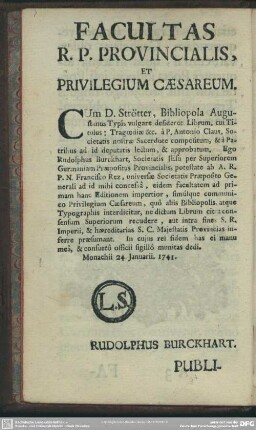 FACULTAS
R. P. PROVINCIALIS,
ET
PRIVILEGIUM CÆSAREUM.
CUm D. Strötter, Bibliopola Augu-
stanus Typis vulgare desideret Librum, cui Ti-
tulus: Tragœdiæ &c. à P. Antonio Claus, So-
cietatis nostræ Sacerdote compositum, & à Pa-
tribus ad id deputatis lectum, & approbatum, Ego
Rudolphus Burckhart, Societatis JEsu per Superiorem
Germaniam Præpositus Provincialis, potestate ab A. R.
P. N. Francisco Retz, universæ Societatis Præposito Ge-
nerali ad id mihi concessâ, eidem facultatem ad pri-
mam hanc Editionem impertior, simulque communi-
co Privilegium Cæsareum, quô aliis Bibliopolis atque
Typographis interdicitur, ne dictum Librum citra con-
sensum Superiorum recudere, aut intra fines S. R.
Imperii, & hæreditarias S. C. Majestatis Provincias in-
ferre præsumant. In cujus rei fidem has ei manu
meâ, & consuetô officii sigillô munitas dedi.
Monachii 24 Januarii. 1741.
L.S
RUDOLPHUS BURCKHART.
PUBLI-